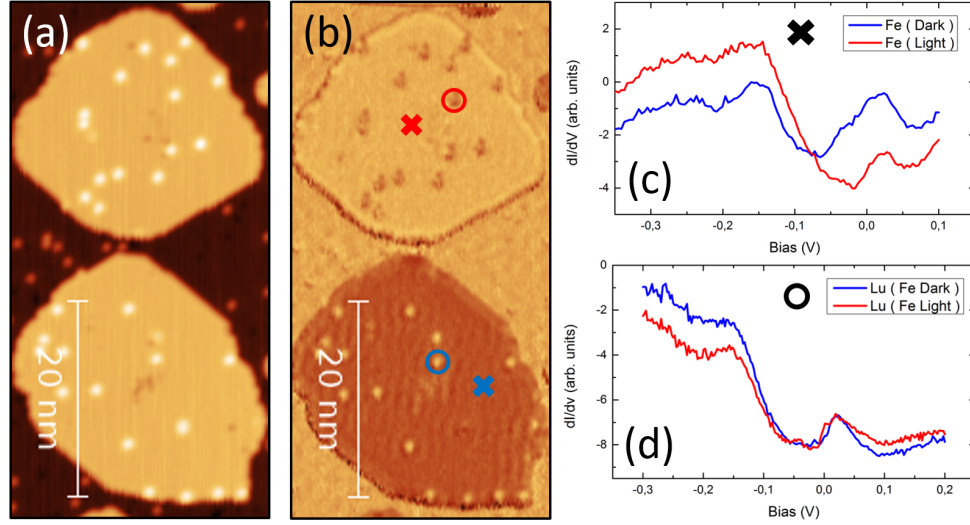 (a)
20 nm
(b)
20 nm
(c)
Fe ( Dark)
Fe ( Light)
dI/dV (arb. units)
2
0
-2
-4
-0,3
-0,2
-0,1
0,0
0,1
Bias (V)
(d)
Lu ( Fe Dark )
Lu ( Fe Light )
dI/dv (arb. units)
0
-2
-4
-6
-8
-0,3
-0,2
-0,1
0,0
0,1
0,2
Bias (V)